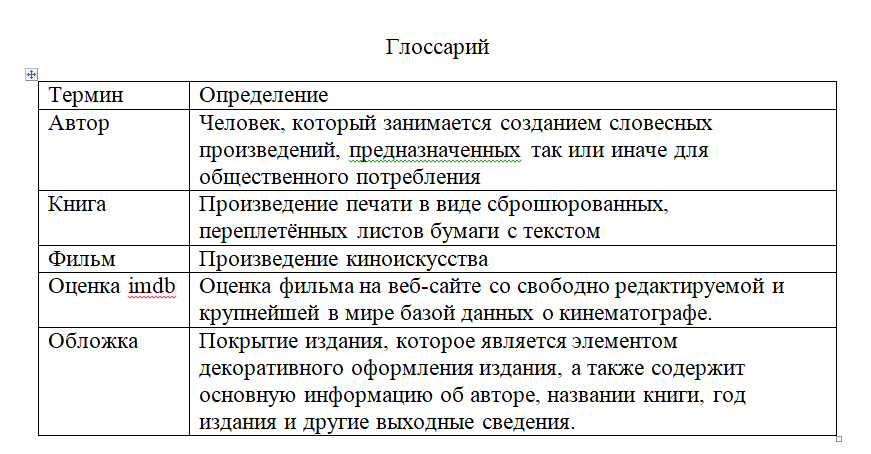 Глоссарий
Термин Определение
Автор Человек, который занимается созданием словесных
произведений, предназначенных так или иначе для
общественного потребления
Книга Произведение печати в виде сброшюрованных,
переплетённых листов бумаги с текстом
Фильм Произведение киноискусства
Оценка imdb Оценка фильма на веб-сайте со свободно редактируемой и
крупнейшей в мире базой данных о кинематографе.
Обложка Покрытие издания, которое является элементом
декоративного оформления издания, а также содержит
основную информацию об авторе, названии книги, год
издания и другие выходные сведения.